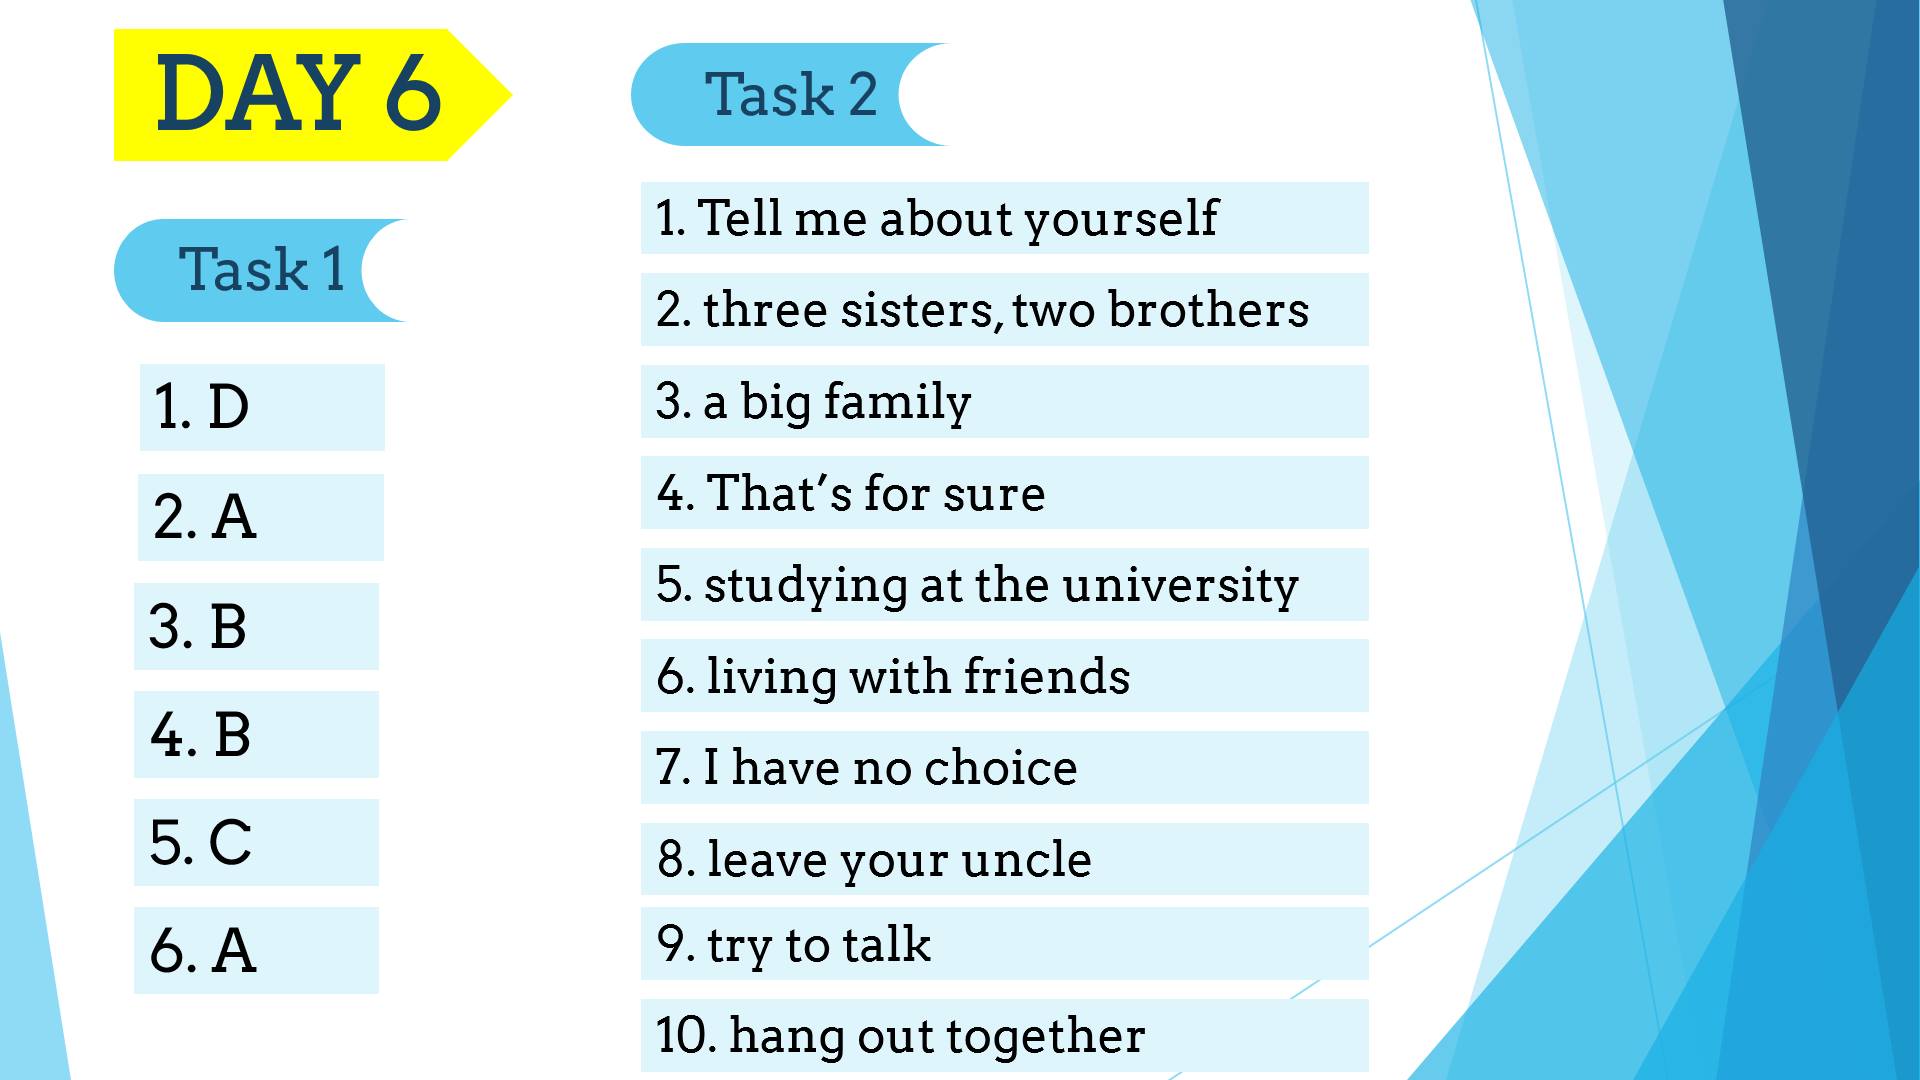 DAY 6
Task 1
1. D
2. A
3. B
4. B
5. C
6. A
Task 2
1. Tell me about yourself
2. three sisters, two brothers
3. a big family
4. That’s for sure
5. studying at the university
6. living with friends
7. I have no choice
8. leave your uncle
9. try to talk
10. hang out together